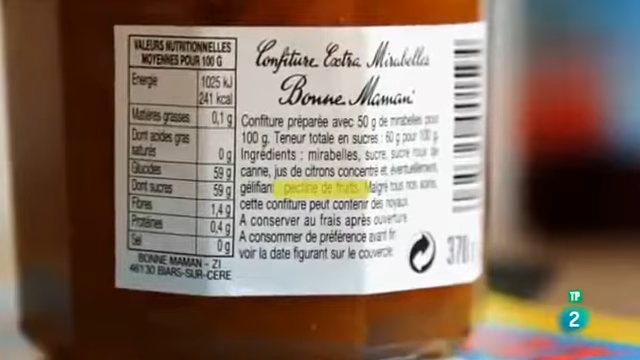 VALEURS NUTRITIONNELLES
MOYENNES POUR 100 G
Energie 1025 kJ
241 kcal
Matières grasses 0,1 g
Dont acides gras
saturés 0 g
Glucides 59 g
Dont sucres 59 g
Fibres 1,4 g
Protéines 0,4 g
Sel 0 g
BONNE MAMAN - ZI
46130 BIARS-SUR-CERE
Confiture Extra Mirabelles
Bonne Maman
Confiture préparée avec 50 g de mirabelles pour
100 g. Teneur totale en sucres : 60 g pour 100 g.
Ingrédients : mirabelles, sucre, sucre roux de
canne, jus de citrons concentré et éventuellement,
gélifiant : pectine de fruits. Malgré tous nos soins,
cette confiture peut contenir des noyaux.
A conserver au frais après ouverture
A consommer de préférence avant fin
voir la date figurant sur le couvercle.
370
TP
2